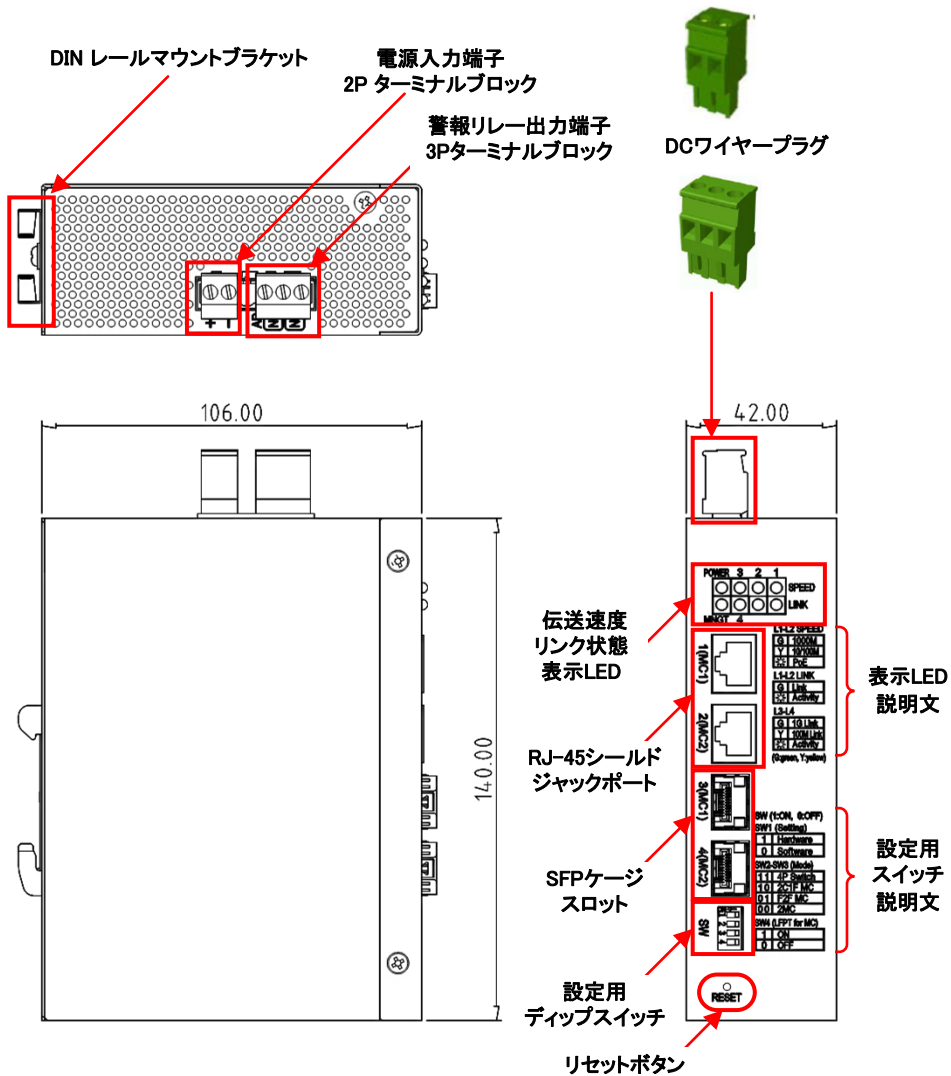 DIN レールマウントブラケット
電源入力端子
2P ターミナルブロック
警報リレー出力端子
3Pターミナルブロック
DCワイヤープラグ
+ −
106.00
42.00
140.00
POWER 3 2 1
SPEED
LINK
MNGT 4
伝送速度
リンク状態
表示LED
1(MC1)
2(MC2)
L1-L2 SPEED
G 1000M
Y 10/100M
PoE
L1-L2 LINK
G Link
Activity
L3-L4
G 1G Link
Y 100M Link
Activity
(G:green, Y:yellow)
表示LED
説明文
RJ-45シールド
ジャックポート
3(MC1)
4(MC2)
SFPケージ
スロット
SW (1:ON, 0:OFF)
SW1 (Setting)
1 Hardware
0 Software
SW2-SW3 (Mode)
11 4P Switch
10 2C1F MC
01 F2F MC
00 2MC
SW4 (LFPT for MC)
1 ON
0 OFF
設定用
スイッチ
説明文
SW
1 2 3 4
設定用
ディップスイッチ
RESET
リセットボタン